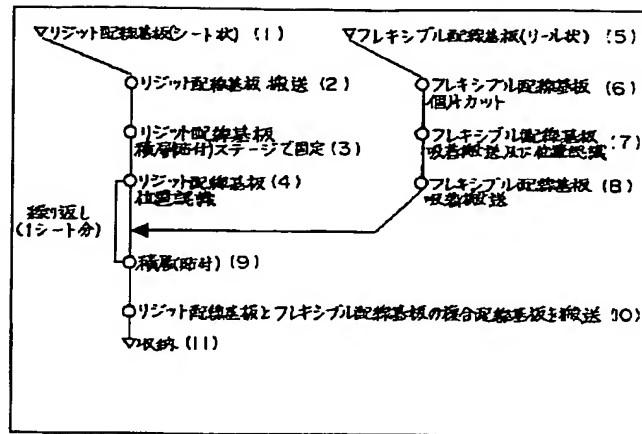 ▽リジット配線基板(シート状) (1)
▽フレキシブル配線基板(リール状) (5)
リジット配線基板 搬送 (2)
フレキシブル配線基板
個片カット
(6)
リジット配線基板
積層(貼付)ステージで固定 (3)
フレキシブル配線基板
吸着搬送及び位置認識
(7)
リジット配線基板 (4)
位置認識
フレキシブル配線基板
吸着搬送
(8)
繰り返し
(1シート分)
積層(貼付) (9)
リジット配線基板とフレキシブル配線基板の複合配線基板を搬送 (10)
▽収納 (11)